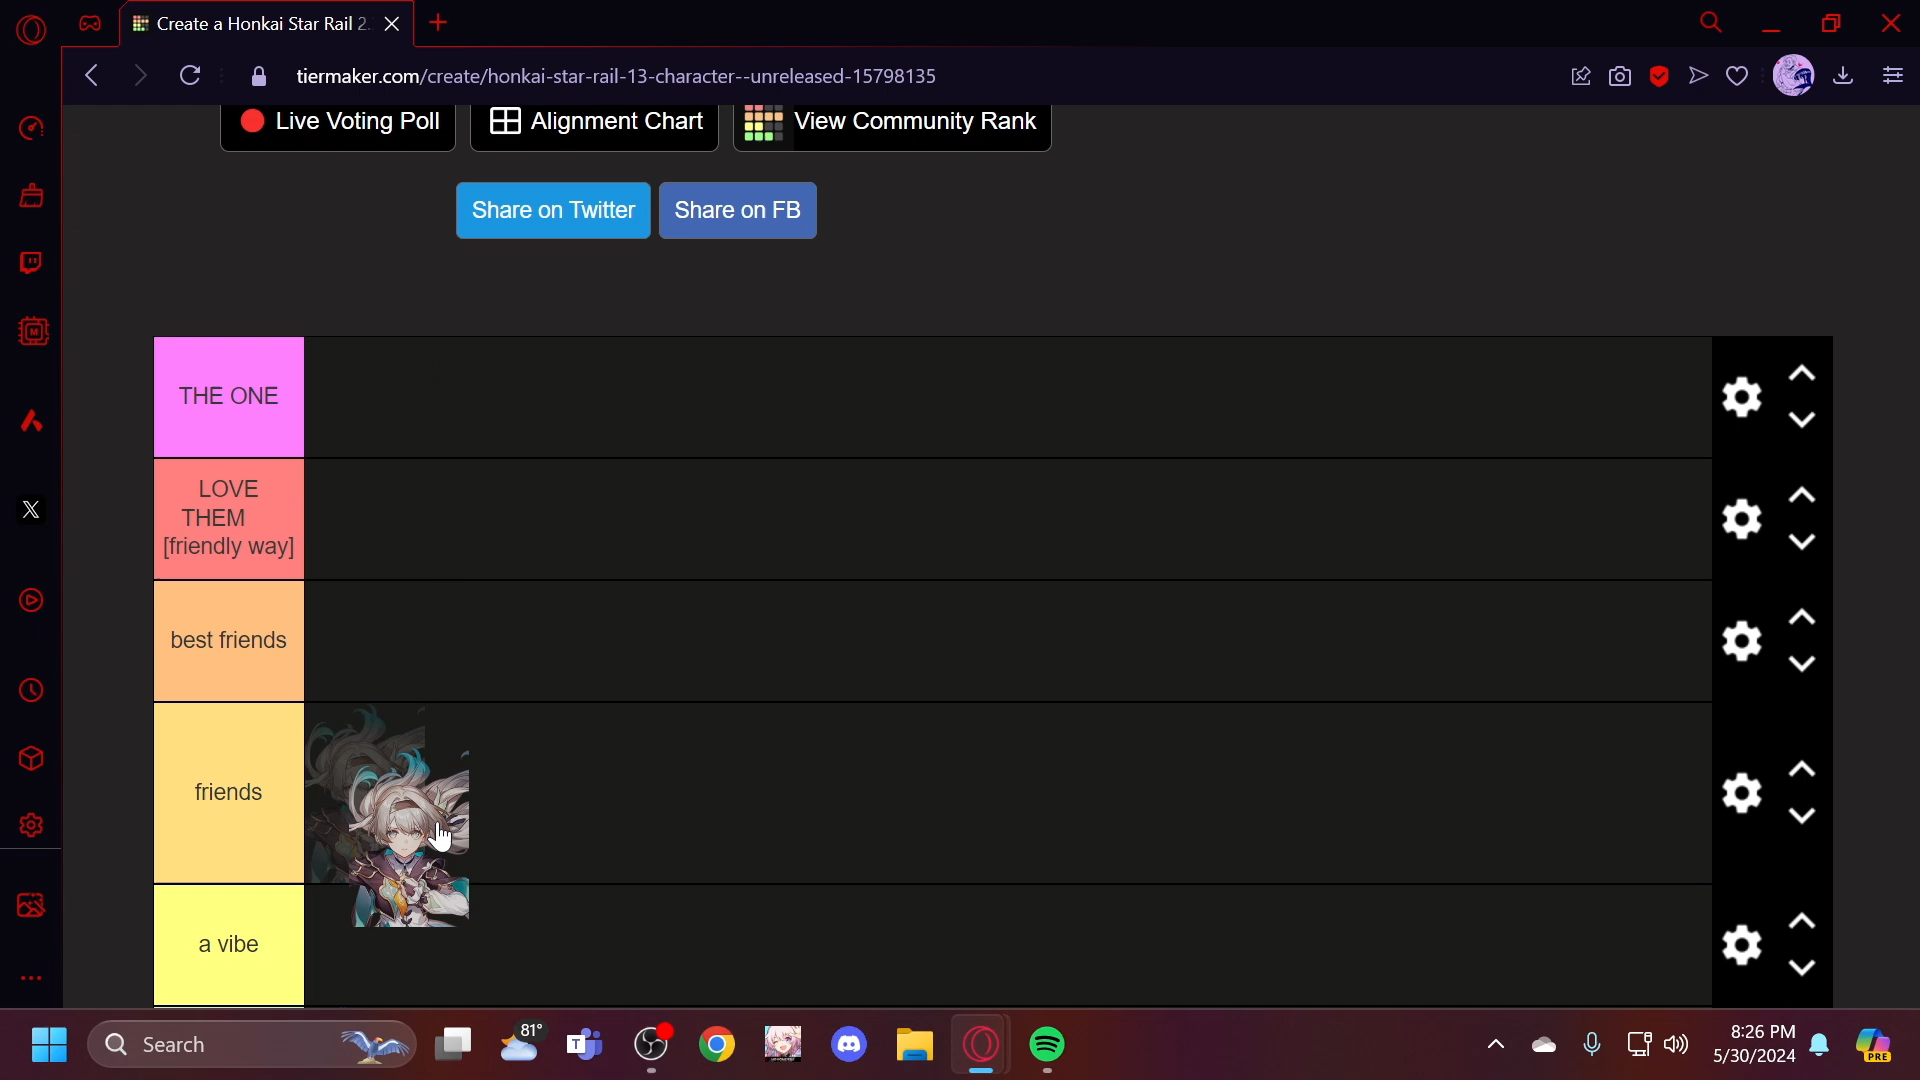 Create a Honkai Star Rail 2.
tiermaker.com/create/honkai-star-rail-13-character--unreleased-15798135
Live Voting Poll
Alignment Chart
View Community Rank
Share on Twitter
Share on FB
THE ONE
LOVE
THEM
[friendly way]
best friends
friends
a vibe
Search
81°
8:26 PM
5/30/2024
PRE